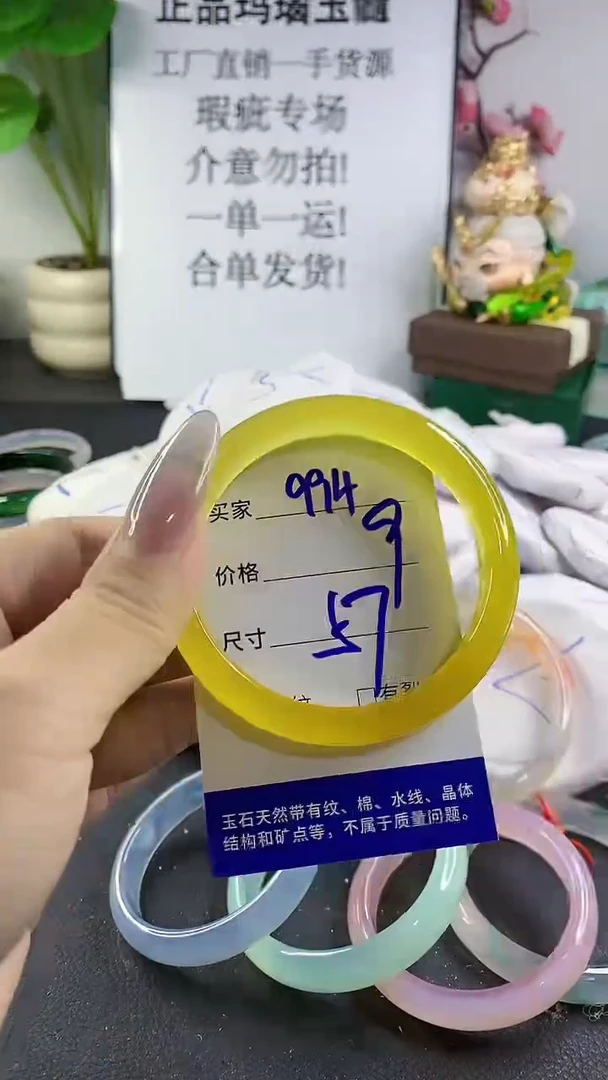 正品玛瑙玉髓
工厂直销一手货源
瑕疵专场
介意勿拍!
一单一运!
合单发货!
买家 994
价格 9
尺寸 57
纹 有裂
玉石天然带有纹、棉、水线、晶体
结构和矿点等,不属于质量问题。